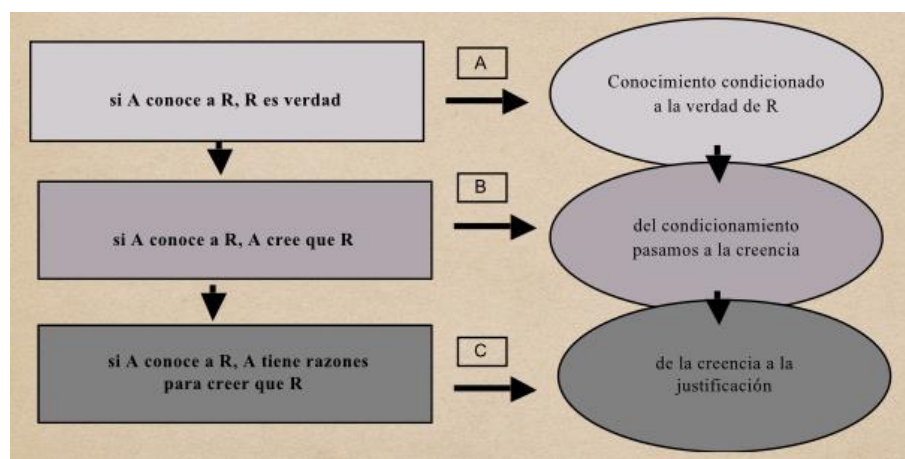 si A conoce a R, R es verdad
A
Conocimiento condicionado
a la verdad de R
si A conoce a R, A cree que R
B
del condicionamiento
pasamos a la creencia
si A conoce a R, A tiene razones
para creer que R
C
de la creencia a la
justificación